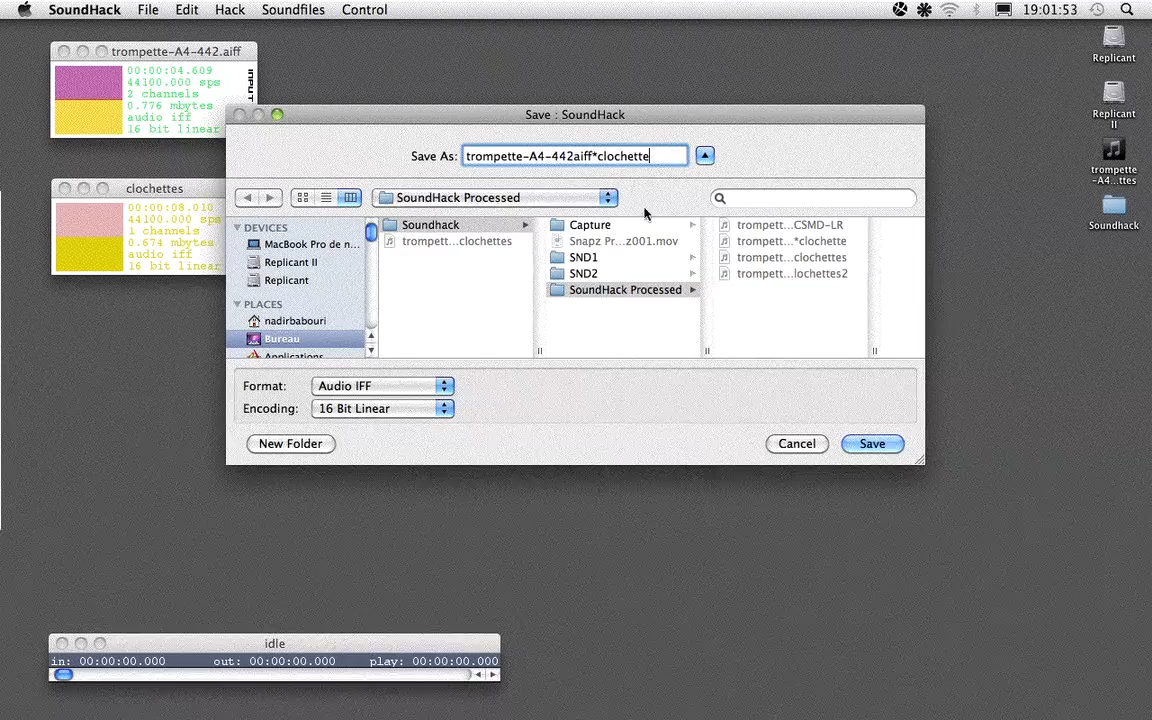 SoundHack File Edit Hack Soundfiles Control 19:01:53
trompette-A4-442.aiff
00:00:04.609
44100.000 sps
2 channels
0.776 mbytes
audio iff
16 bit linear
INPUT
clochettes
00:00:08.010
44100.000 sps
1 channels
0.674 mbytes
audio iff
16 bit linear
Save : SoundHack
Save As: trompette-A4-442aiff*clochette
SoundHack Processed
DEVICES
MacBook Pro de n...
Replicant II
Replicant
PLACES
nadirbabouri
Bureau
Applications
Soundhack
trompett...clochettes
Capture
Snapz Pr...z001.mov
SND1
SND2
SoundHack Processed
trompett...CSMD-LR
trompett...*clochette
trompett...clochettes
trompett...lochettes2
Format: Audio IFF
Encoding: 16 Bit Linear
New Folder Cancel Save
Replicant
Replicant
II
trompette
-A4...ttes
Soundhack
idle
in: 00:00:00.000 out: 00:00:00.000 play: 00:00:00.000